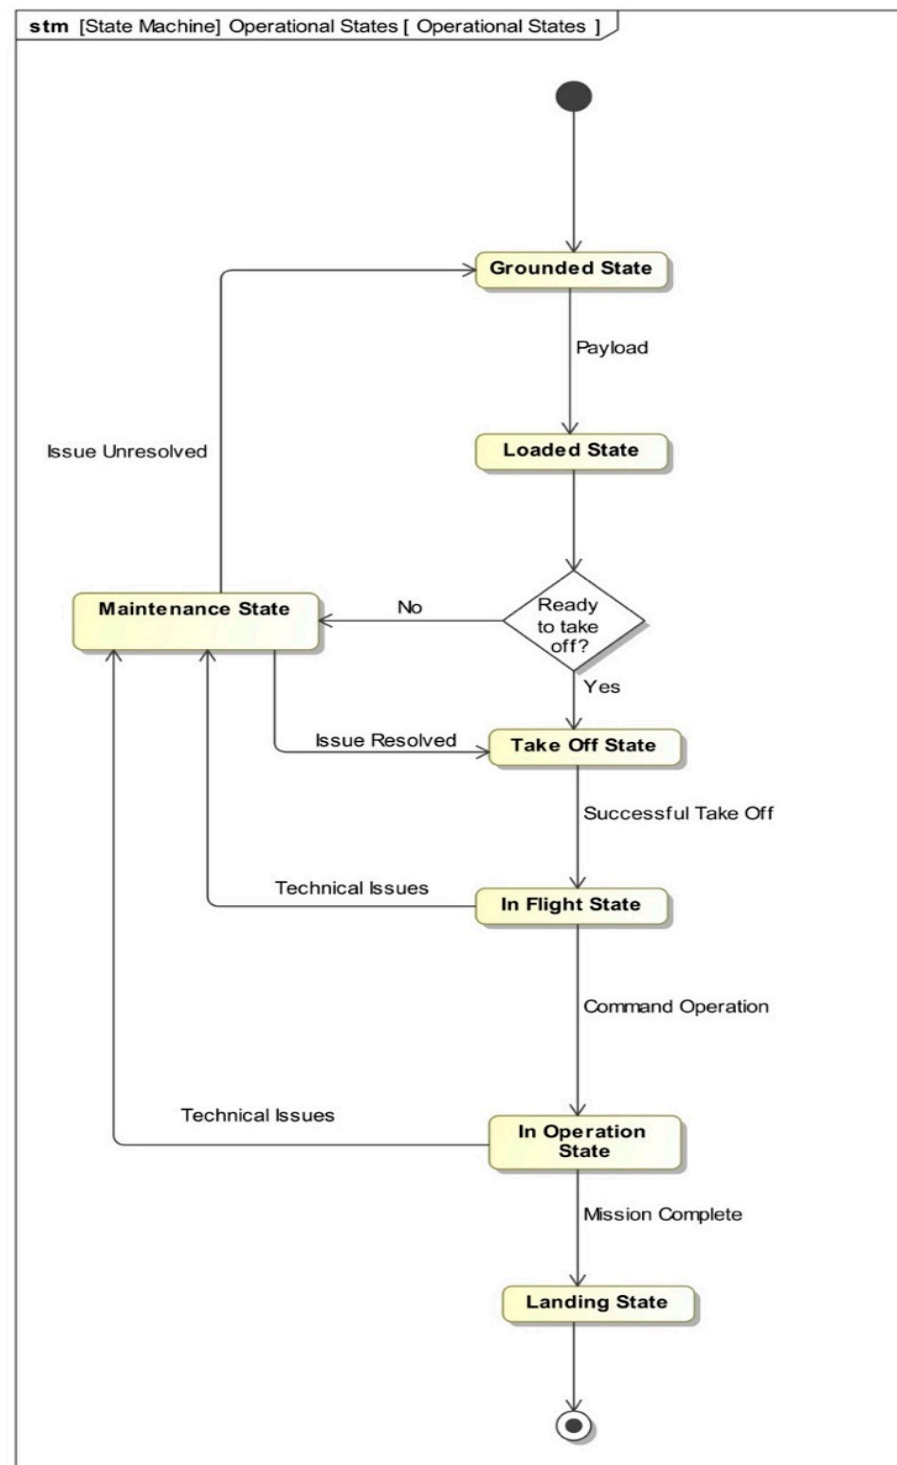 stm [State Machine] Operational States [ Operational States ]
Grounded State
Payload
Issue Unresolved
Loaded State
Maintenance State
No
Ready
to take
off?
Yes
Issue Resolved
Take Off State
Successful Take Off
Technical Issues
In Flight State
Command Operation
Technical Issues
In Operation
State
Mission Complete
Landing State